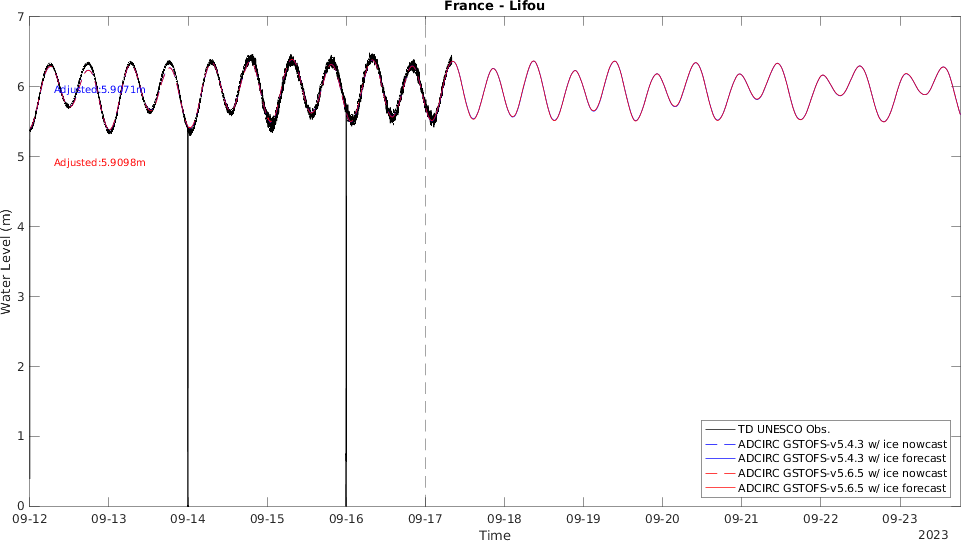 France - Lifou
7
6
5
4
3
2
1
0
Water Level (m)
Adjusted:5.9071m
Adjusted:5.9098m
TD UNESCO Obs.
ADCIRC GSTOFS-v5.4.3 w/ ice nowcast
ADCIRC GSTOFS-v5.4.3 w/ ice forecast
ADCIRC GSTOFS-v5.6.5 w/ ice nowcast
ADCIRC GSTOFS-v5.6.5 w/ ice forecast
09-12 09-13 09-14 09-15 09-16 09-17 09-18 09-19 09-20 09-21 09-22 09-23
Time
2023